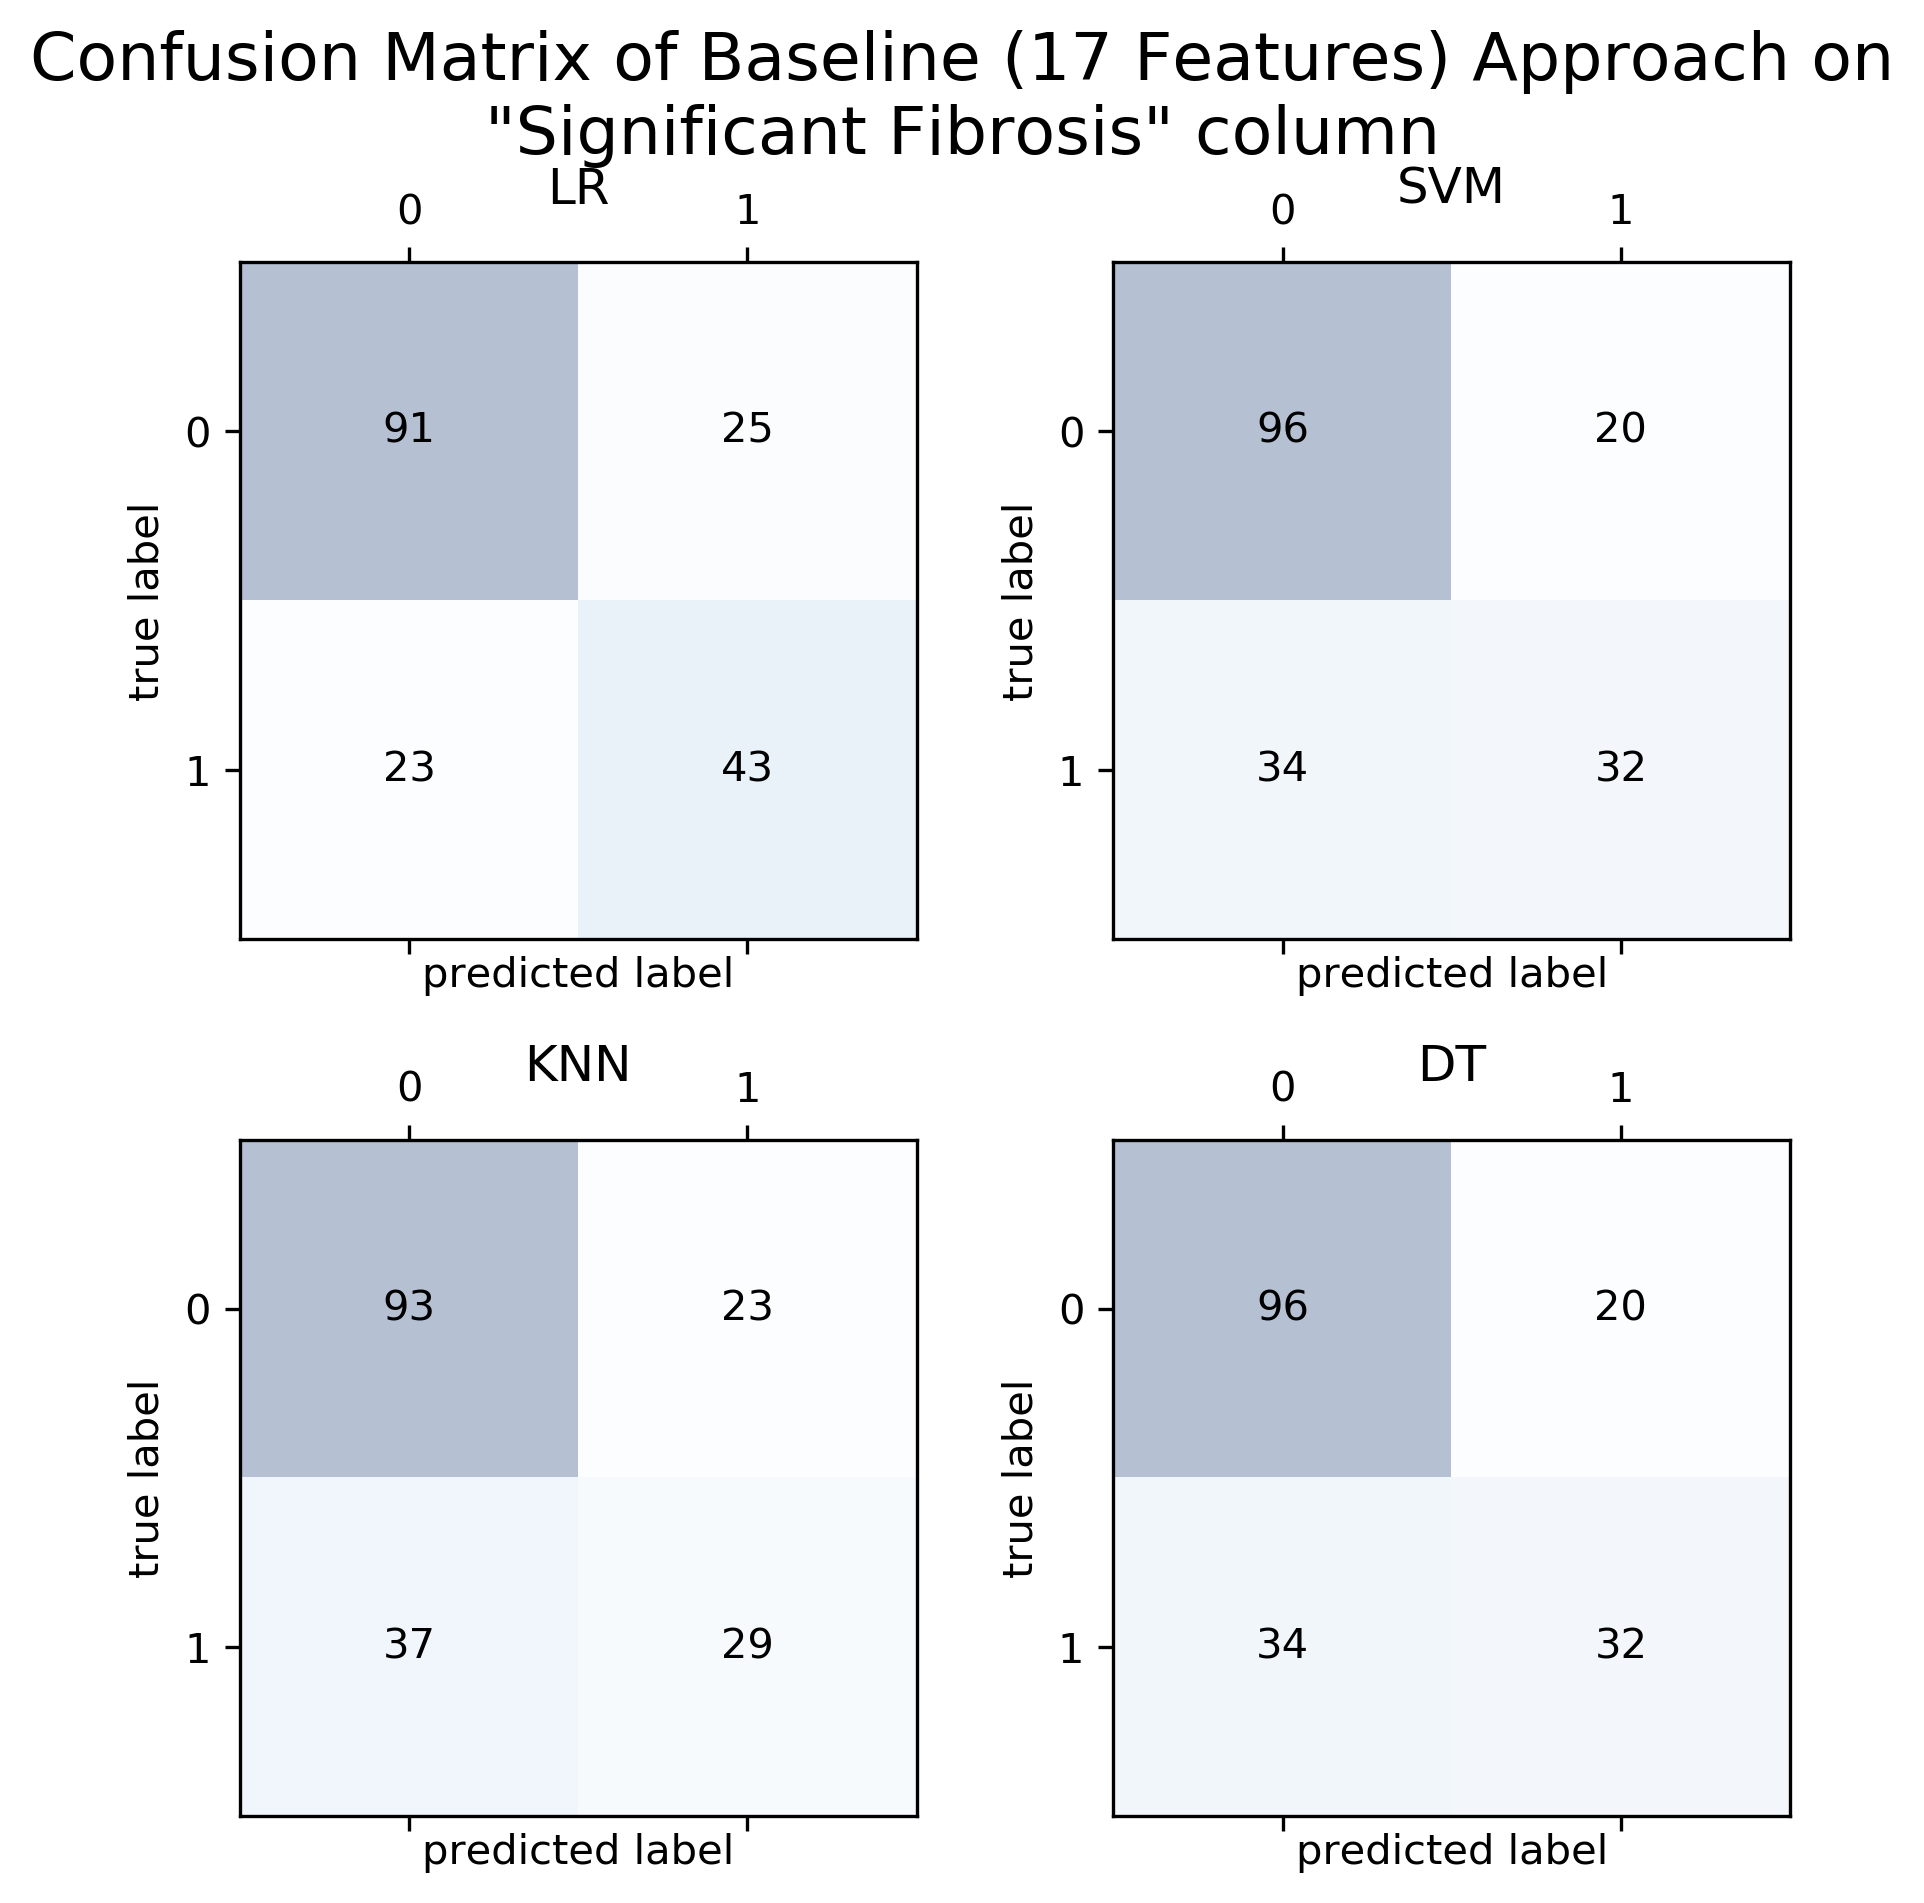 Confusion Matrix of Baseline (17 Features) Approach on
"Significant Fibrosis" column
LR
0 1
0 91 25
true label
1 23 43
predicted label
SVM
0 1
0 96 20
true label
1 34 32
predicted label
KNN
0 1
0 93 23
true label
1 37 29
predicted label
DT
0 1
0 96 20
true label
1 34 32
predicted label